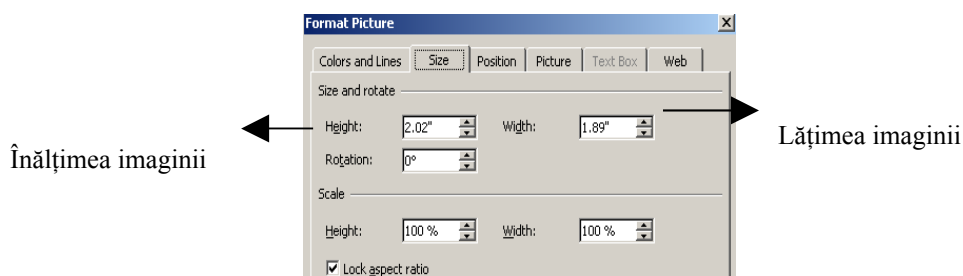 Format Picture
Colors and Lines Size Position Picture Text Box Web
Size and rotate
Height: 2.02" Width: 1.89"
Lățimea imaginii
Înălțimea imaginii
Rotation: 0°
Scale
Height: 100 % Width: 100 %
Lock aspect ratio